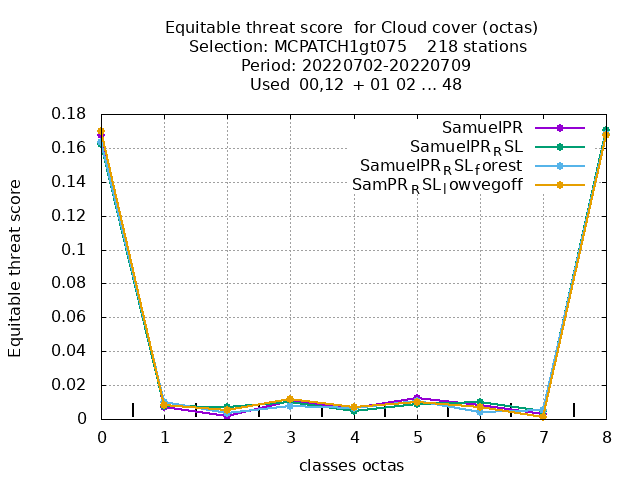 Equitable threat score  for Cloud cover (octas)
Selection: MCPATCH1gt075    218 stations
Period: 20220702-20220709
Used  00,12  + 01 02 ... 48
SamuelPR
SamuelPR_RSL
SamuelPR_RSL_forest
SamPR_RSL_lowvegoff
Equitable threat score
0.18
0.16
0.14
0.12
0.1
0.08
0.06
0.04
0.02
0
0 1 2 3 4 5 6 7 8
classes octas